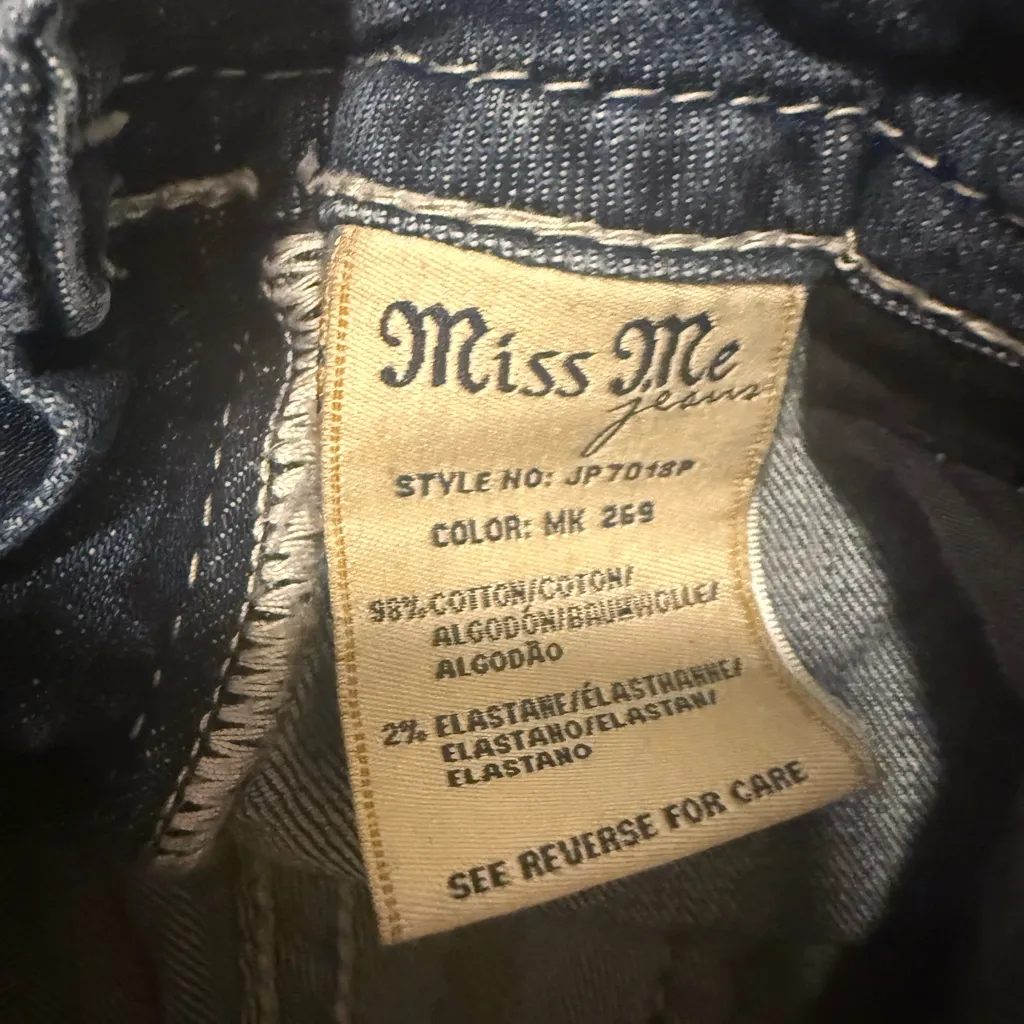 Miss Me
jeans
STYLE NO: JP7018P
COLOR: MK 269
98% COTTON/COTON/
ALGODÓN/BAUMWOLLE/
ALGODÃO
2% ELASTANE/ÉLASTHANNE/
ELASTANO/ELASTAN/
ELASTANO
SEE REVERSE FOR CARE